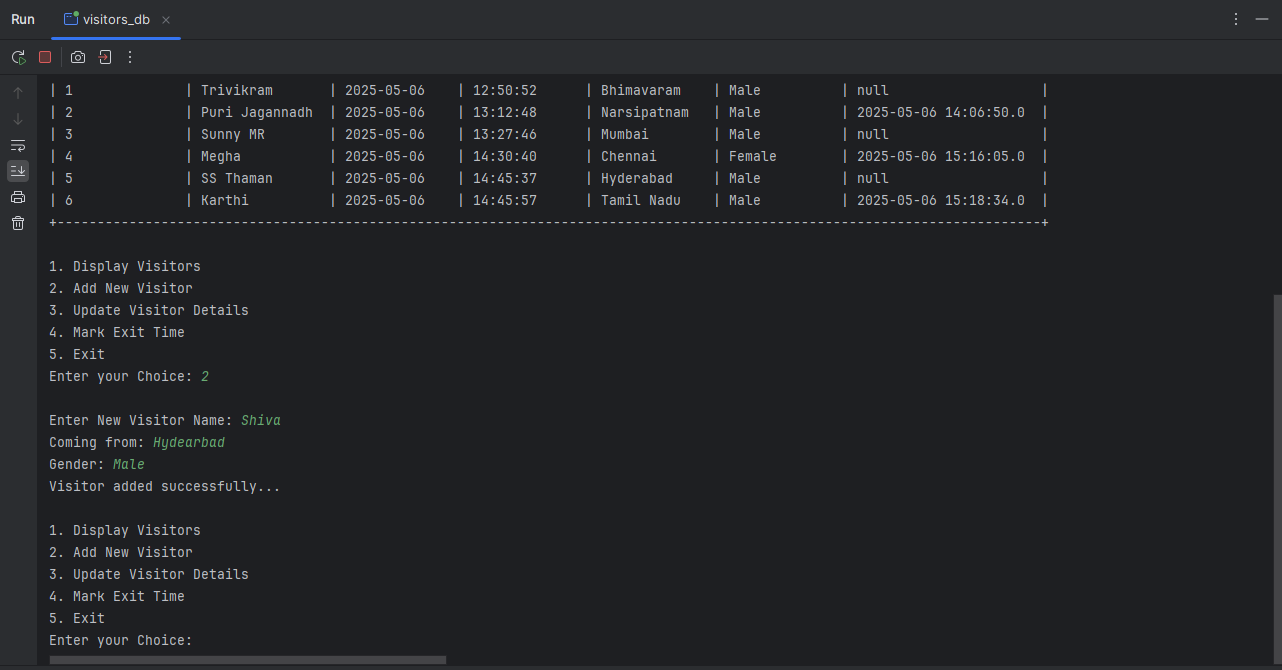 Run visitors_db
| 1 | Trivikram | 2025-05-06 | 12:50:52 | Bhimavaram | Male | null |
| 2 | Puri Jagannadh | 2025-05-06 | 13:12:48 | Narsipatnam | Male | 2025-05-06 14:06:50.0 |
| 3 | Sunny MR | 2025-05-06 | 13:27:46 | Mumbai | Male | null |
| 4 | Megha | 2025-05-06 | 14:30:40 | Chennai | Female | 2025-05-06 15:16:05.0 |
| 5 | SS Thaman | 2025-05-06 | 14:45:37 | Hyderabad | Male | null |
| 6 | Karthi | 2025-05-06 | 14:45:57 | Tamil Nadu | Male | 2025-05-06 15:18:34.0 |
+---------------------------------------------------------------------------------------------------------------------------+
1. Display Visitors
2. Add New Visitor
3. Update Visitor Details
4. Mark Exit Time
5. Exit
Enter your Choice: 2
Enter New Visitor Name: Shiva
Coming from: Hydearbad
Gender: Male
Visitor added successfully...
1. Display Visitors
2. Add New Visitor
3. Update Visitor Details
4. Mark Exit Time
5. Exit
Enter your Choice: